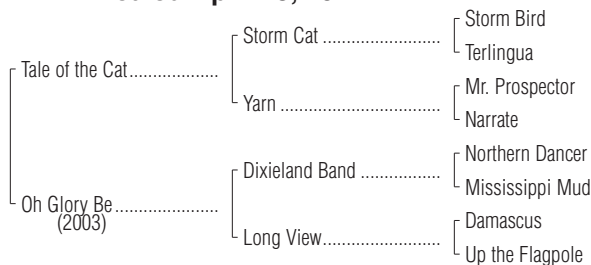 Storm Bird
Storm Cat
Terlingua
Tale of the Cat
Mr. Prospector
Yarn
Narrate
Northern Dancer
Dixieland Band
Mississippi Mud
Oh Glory Be
(2003)
Damascus
Long View
Up the Flagpole